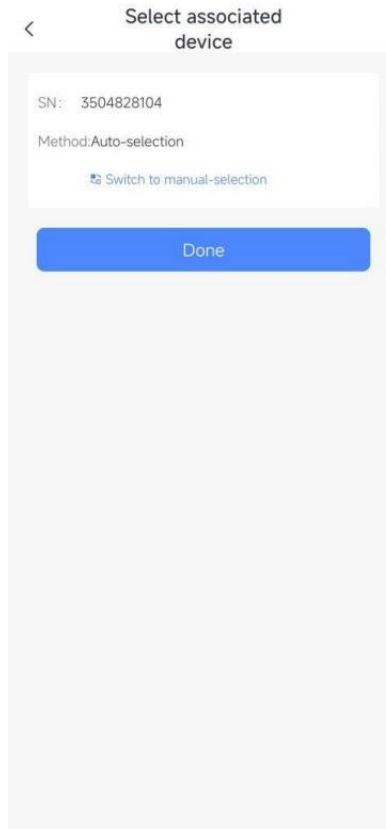 Select associated
device
SN: 3504828104
Method:Auto-selection
Switch to manual-selection
Done